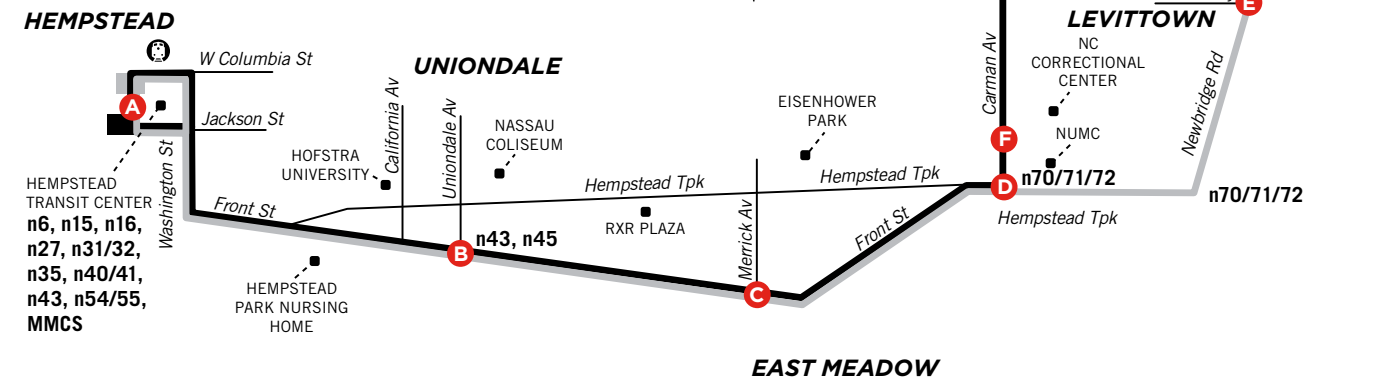 HEMPSTEAD
W Columbia St
A
Jackson St
Washington St
HEMPSTEAD
TRANSIT CENTER
n6, n15, n16,
n27, n31/32,
n35, n40/41,
n43, n54/55,
MMCS
Front St
UNIONDALE
HOFSTRA
UNIVERSITY
California Av
Uniondale Av
NASSAU
COLISEUM
HEMPSTEAD
PARK NURSING
HOME
B
n43, n45
Hempstead Tpk
RXR PLAZA
EISENHOWER
PARK
Hempstead Tpk
Merrick Av
C
Front St
EAST MEADOW
LEVITTOWN
E
Carman Av
NC
CORRECTIONAL
CENTER
F
NUMC
D
n70/71/72
Hempstead Tpk
Newbridge Rd
n70/71/72